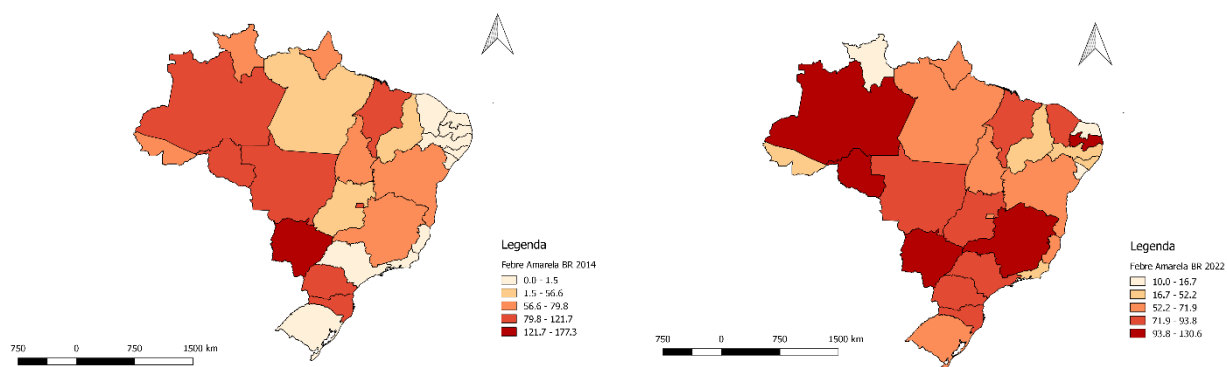 Legenda
Febre Amarela BR 2014
0.0 - 1.5
1.5 - 56.6
56.6 - 79.8
79.8 - 121.7
121.7 - 177.3
750 0 750 1500 km
Legenda
Febre Amarela BR 2022
10.0 - 16.7
16.7 - 52.2
52.2 - 71.9
71.9 - 93.8
93.8 - 130.6
750 0 750 1500 km